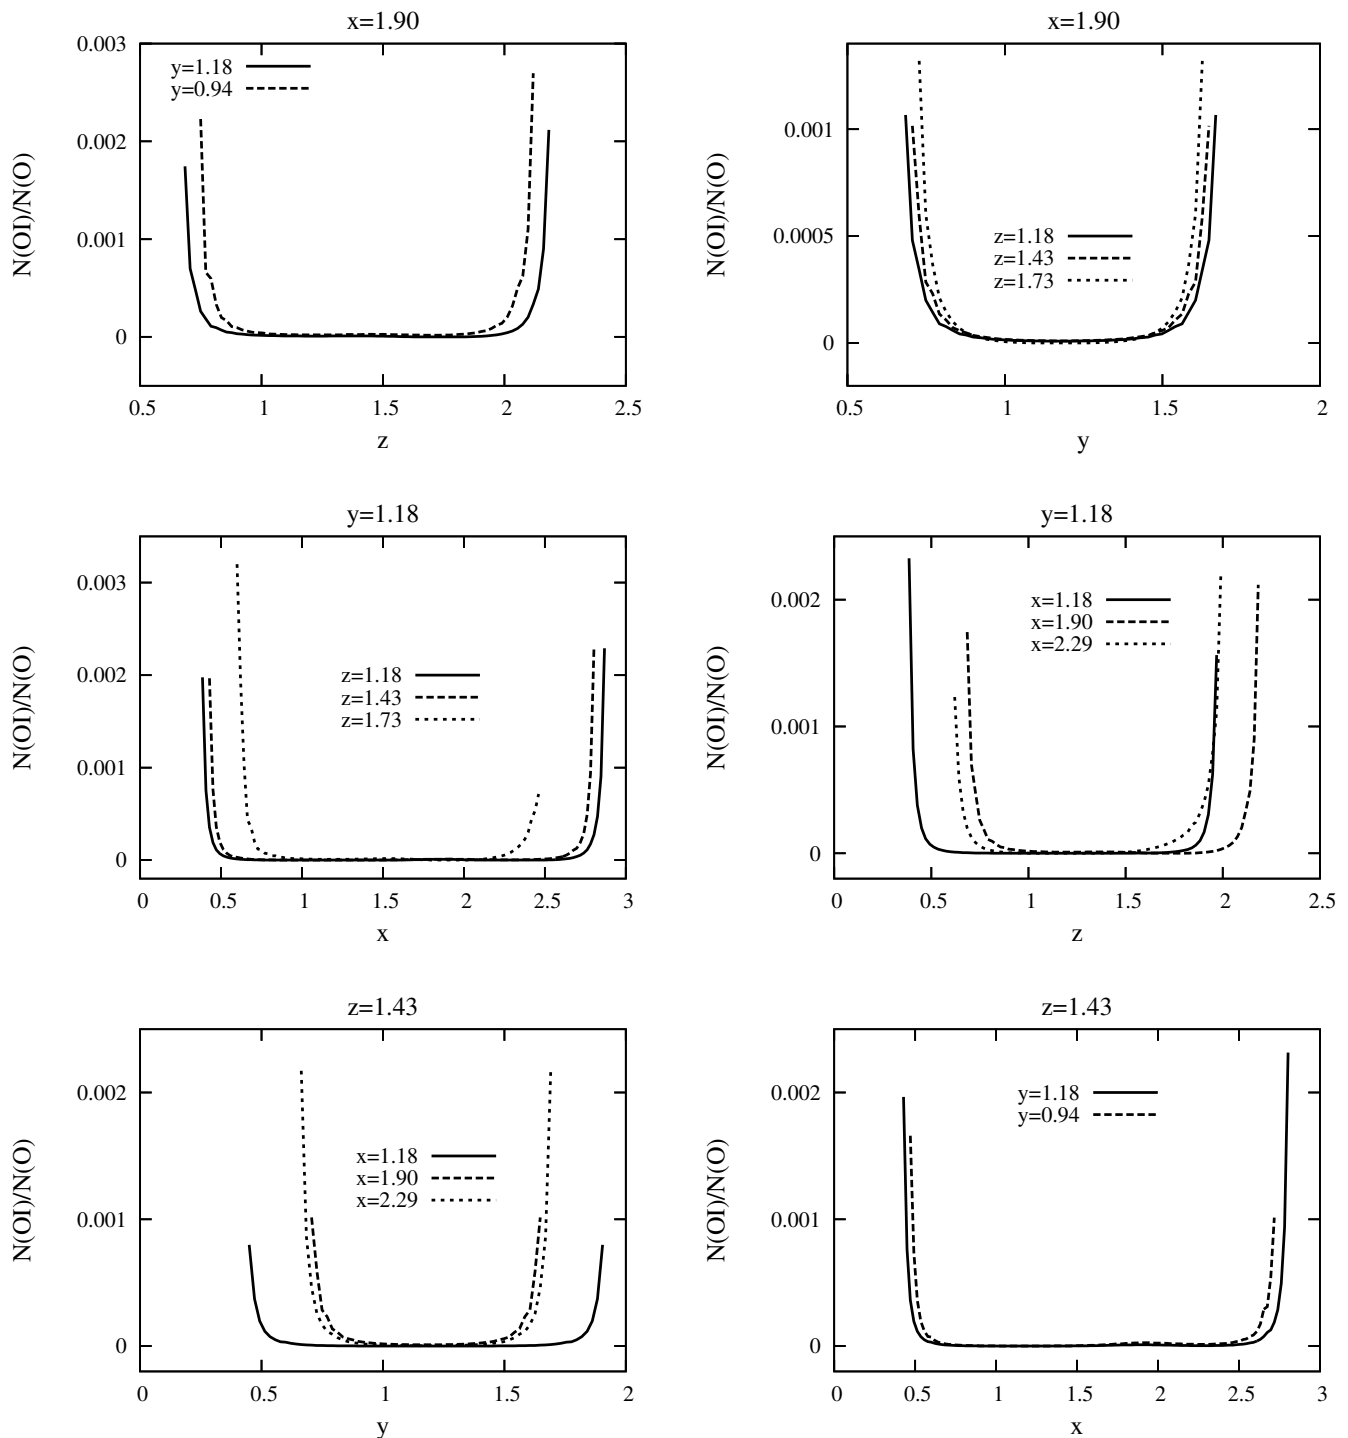 x=1.90
0.003
0.002
0.001
0
N(OI)/N(O)
y=1.18
y=0.94
0.5 1 1.5 2 2.5
z
x=1.90
0.001
0.0005
0
N(OI)/N(O)
z=1.18
z=1.43
z=1.73
0.5 1 1.5 2
y
y=1.18
0.003
0.002
0.001
0
N(OI)/N(O)
z=1.18
z=1.43
z=1.73
0 0.5 1 1.5 2 2.5 3
x
y=1.18
0.002
0.001
0
N(OI)/N(O)
x=1.18
x=1.90
x=2.29
0 0.5 1 1.5 2 2.5
z
z=1.43
0.002
0.001
0
N(OI)/N(O)
x=1.18
x=1.90
x=2.29
0 0.5 1 1.5 2
y
z=1.43
0.002
0.001
0
N(OI)/N(O)
y=1.18
y=0.94
0 0.5 1 1.5 2 2.5 3
x